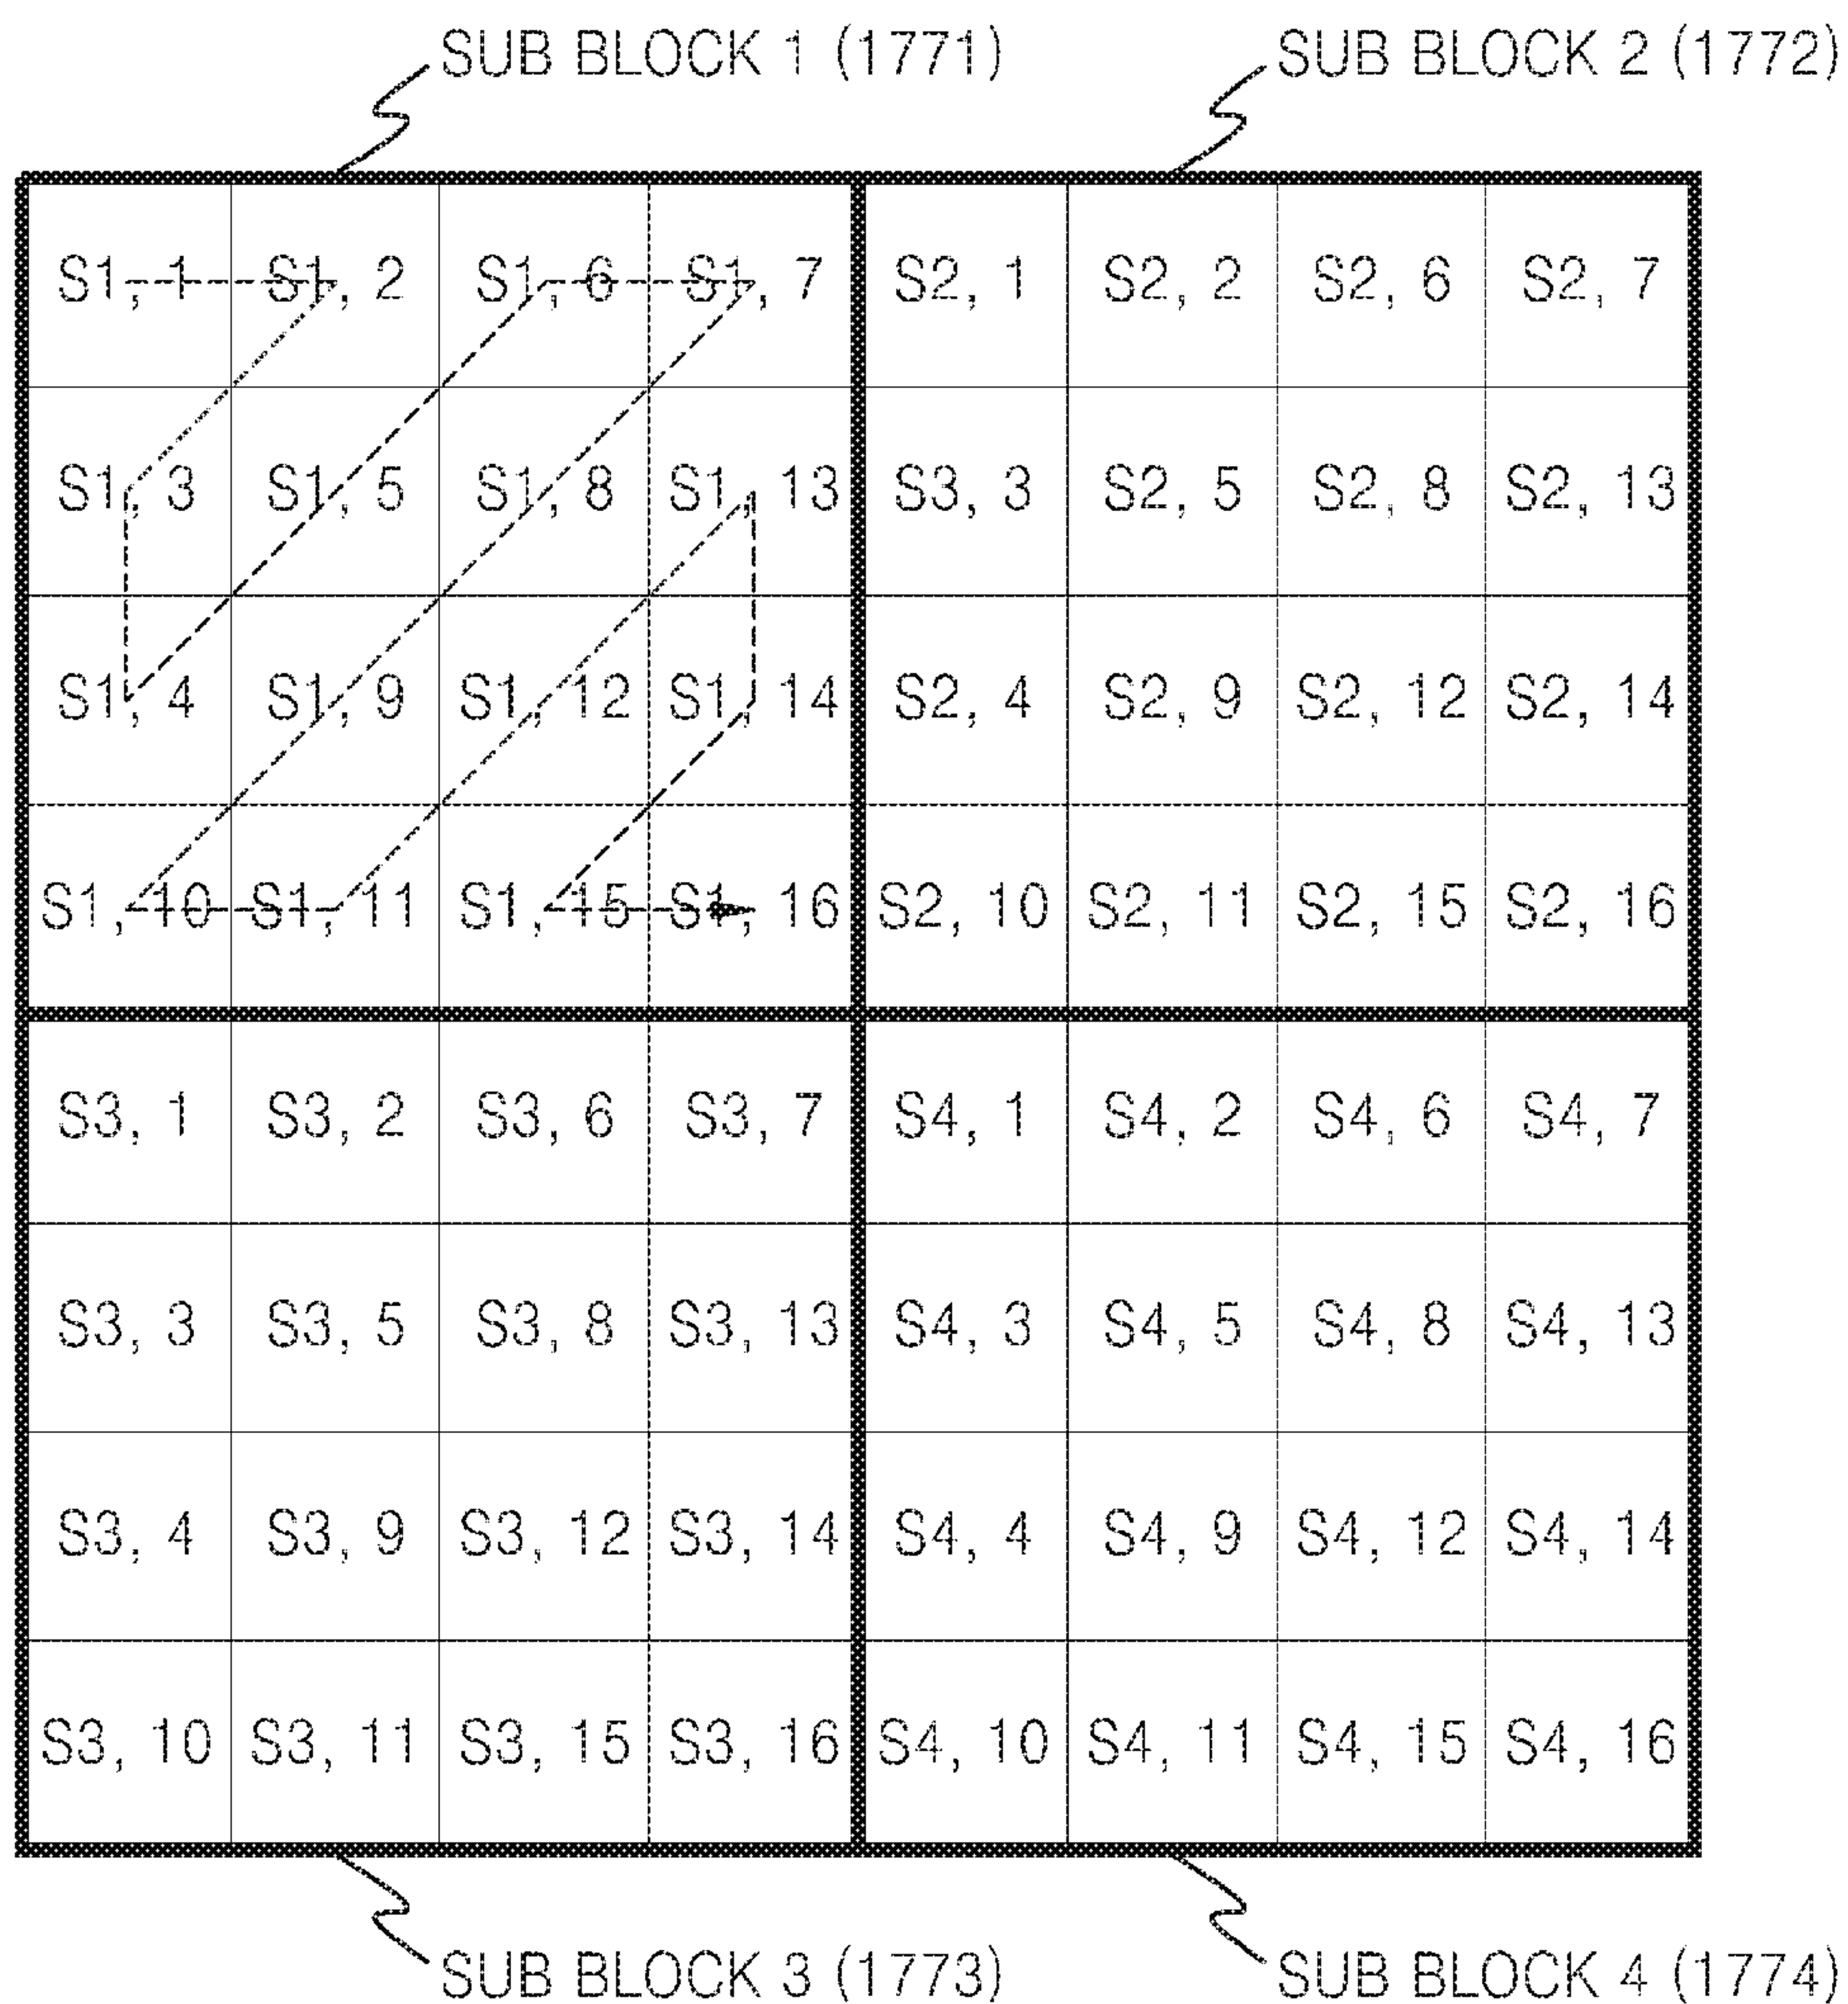 SUB BLOCK 1 (1771) SUB BLOCK 2 (1772)
S1, 1 S1, 2 S1, 6 S1, 7 S2, 1 S2, 2 S2, 6 S2, 7
S1, 3 S1, 5 S1, 8 S1, 13 S3, 3 S2, 5 S2, 8 S2, 13
S1, 4 S1, 9 S1, 12 S1, 14 S2, 4 S2, 9 S2, 12 S2, 14
S1, 10 S1, 11 S1, 15 S1, 16 S2, 10 S2, 11 S2, 15 S2, 16
S3, 1 S3, 2 S3, 6 S3, 7 S4, 1 S4, 2 S4, 6 S4, 7
S3, 3 S3, 5 S3, 8 S3, 13 S4, 3 S4, 5 S4, 8 S4, 13
S3, 4 S3, 9 S3, 12 S3, 14 S4, 4 S4, 9 S4, 12 S4, 14
S3, 10 S3, 11 S3, 15 S3, 16 S4, 10 S4, 11 S4, 15 S4, 16
SUB BLOCK 3 (1773) SUB BLOCK 4 (1774)